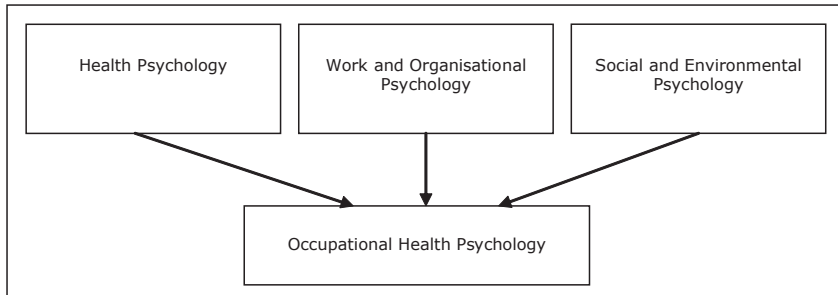 Health Psychology
Work and Organisational
Psychology
Social and Environmental
Psychology
Occupational Health Psychology